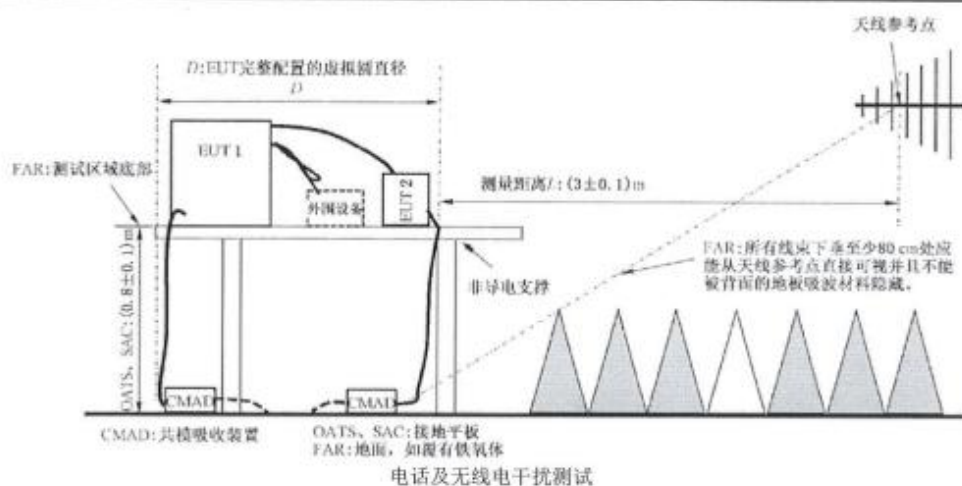 天线参考点
D:EUT完整配置的虚拟圆直径
D
EUT 1
FAR:测试区域底部
外围设备
EUT 2
测量距离l:(3±0.1)m
FAR:所有线束下垂至少80 cm处应
能从天线参考点直接可视并且不能
被背面的地板吸波材料隐藏。
非导电支撑
OATS、SAC:(0.8±0.1)m
CMAD
CMAD
CMAD:共模吸收装置
OATS、SAC:接地平板
FAR:地面，如覆有铁氧体
电话及无线电干扰测试